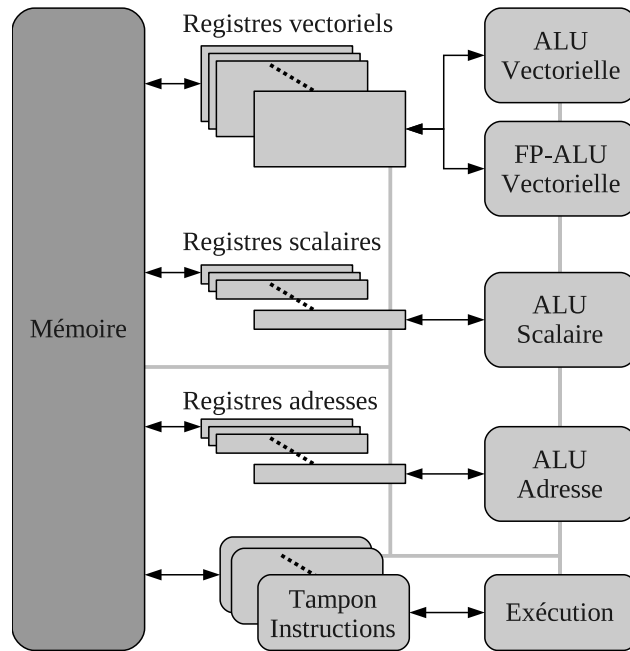 Registres vectoriels
ALU
Vectorielle
FP-ALU
Vectorielle
Registres scalaires
ALU
Scalaire
Mémoire
Registres adresses
ALU
Adresse
Tampon
Instructions
Exécution